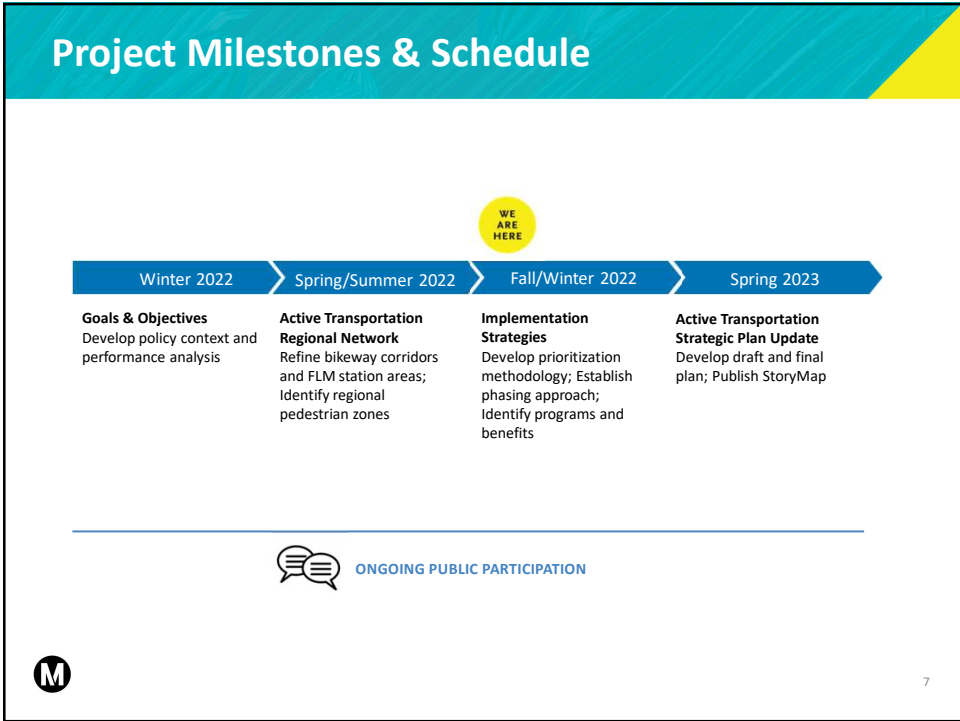 Project Milestones & Schedule
WE
ARE
HERE
Winter 2022
Spring/Summer 2022
Fall/Winter 2022
Spring 2023
Goals & Objectives
Develop policy context and
performance analysis
Active Transportation
Regional Network
Refine bikeway corridors
and FLM station areas;
Identify regional
pedestrian zones
Implementation
Strategies
Develop prioritization
methodology; Establish
phasing approach;
Identify programs and
benefits
Active Transportation
Strategic Plan Update
Develop draft and final
plan; Publish StoryMap
ONGOING PUBLIC PARTICIPATION
M
7